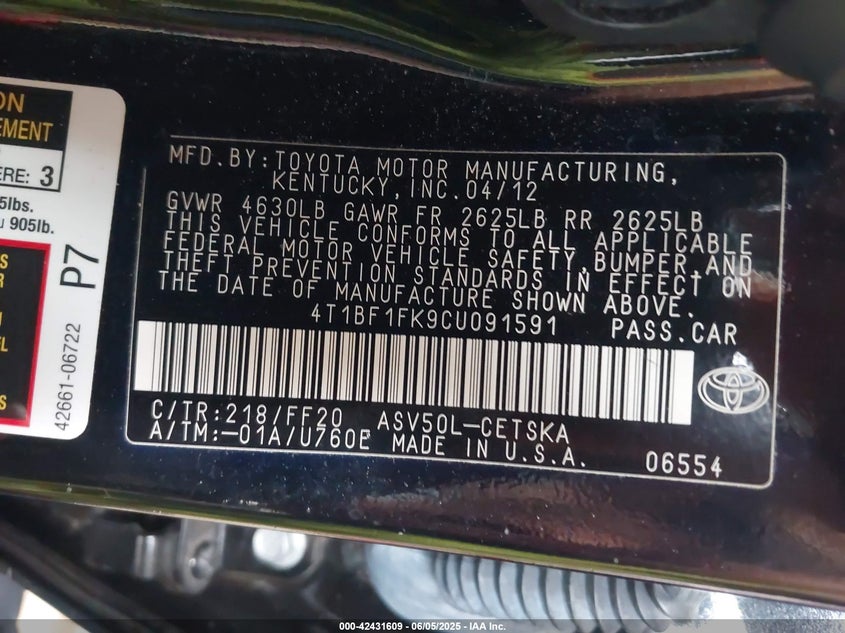 ON
EMENT
ERE: 3
5lbs.
905lb.
S
R
TL
S
42661-06722
P7
MFD.BY:TOYOTA MOTOR MANUFACTURING,
KENTUCKY,INC.04/12
GVWR 4630LB GAWR FR 2625LB RR 2625LB
THIS VEHICLE CONFORMS TO ALL APPLICABLE
FEDERAL MOTOR VEHICLE SAFETY,BUMPER,AND
THEFT PREVENTION STANDARDS IN EFFECT ON
THE DATE OF MANUFACTURE SHOWN ABOVE.
4T1BF1FK9CU091591 PASS.CAR
C/TR:218/FF20 ASV50L-CETSKA
A/TM:-01A/U760E MADE IN U.S.A. 06554
000-42431609 - 06/05/2025 - IAA Inc.